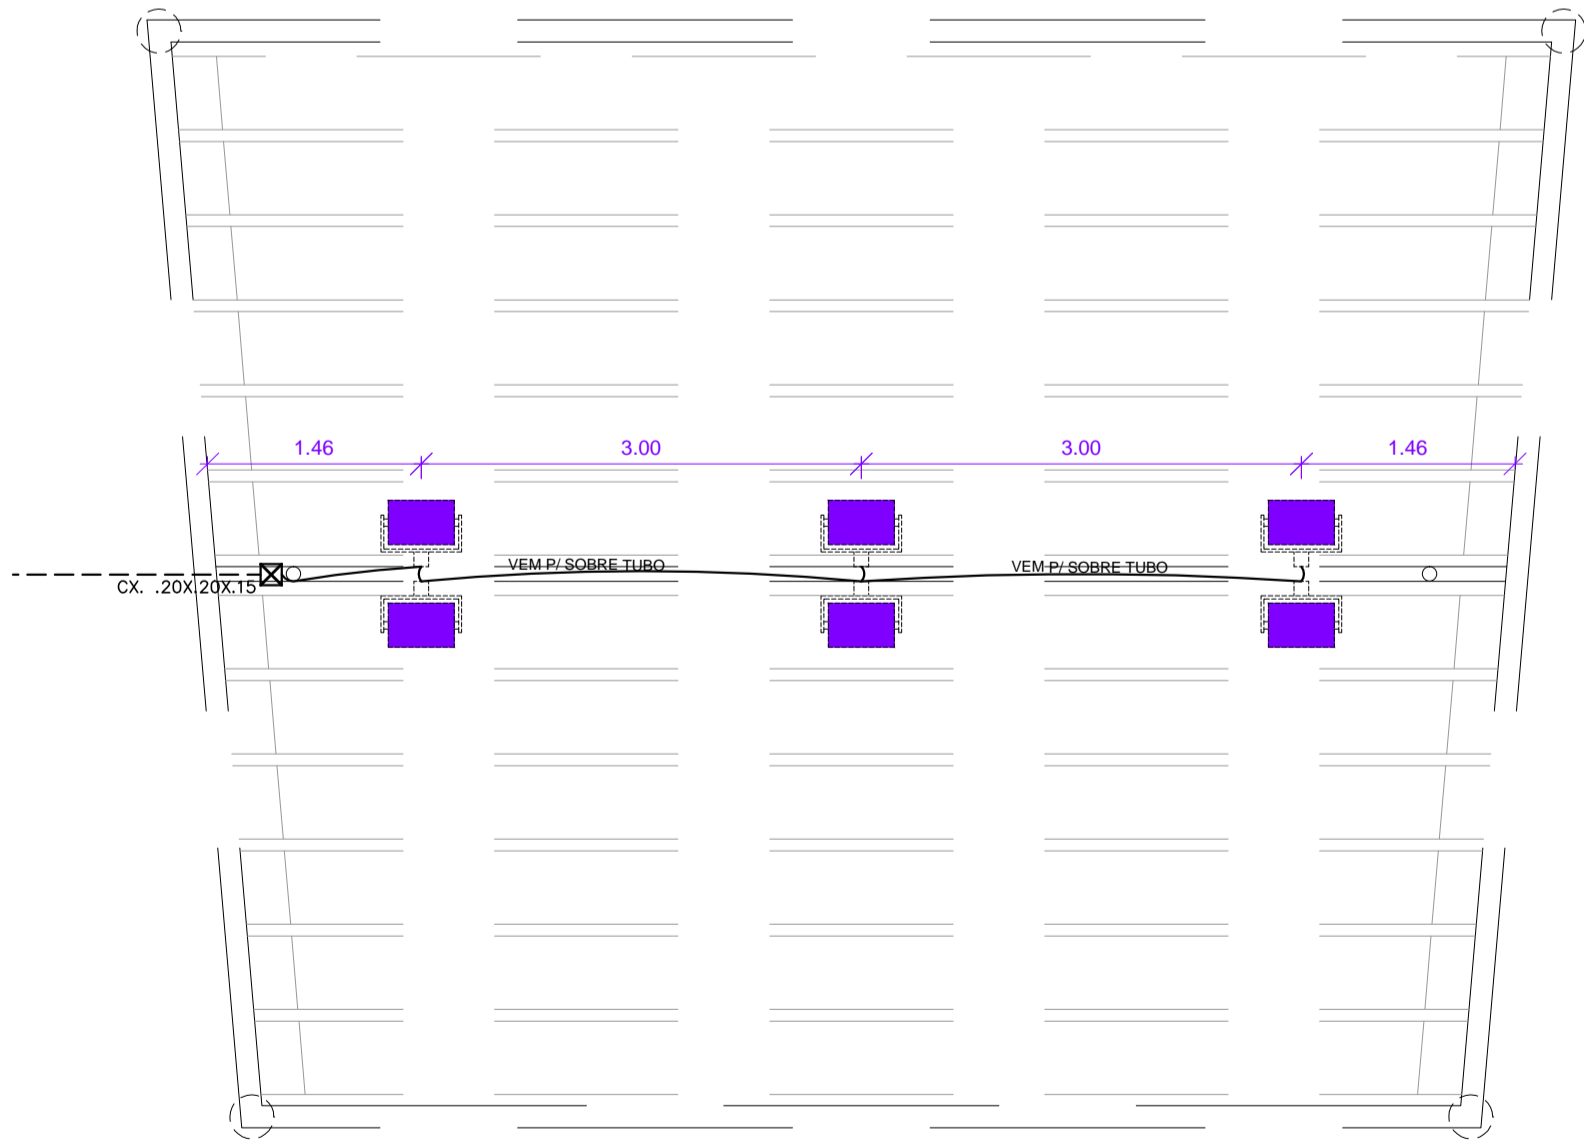 1.46 3.00 3.00 1.46
VEM P/ SOBRE TUBO
VEM P/ SOBRE TUBO
CX. .20X.20X.15